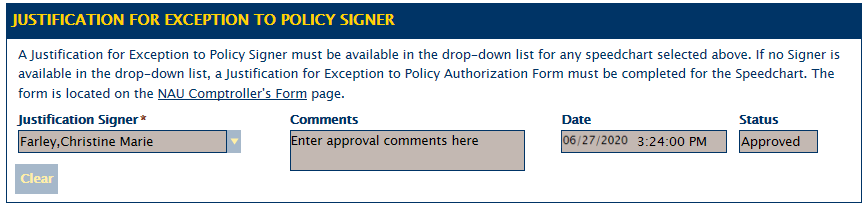 JUSTIFICATION FOR EXCEPTION TO POLICY SIGNER
A Justification for Exception to Policy Signer must be available in the drop-down list for any speedchart selected above. If no Signer is
available in the drop-down list, a Justification for Exception to Policy Authorization Form must be completed for the Speedchart. The
form is located on the NAU Comptroller's Form page.
Justification Signer* Comments Date Status
Farley,Christine Marie Enter approval comments here 06/27/2020 3:24:00 PM Approved
Clear